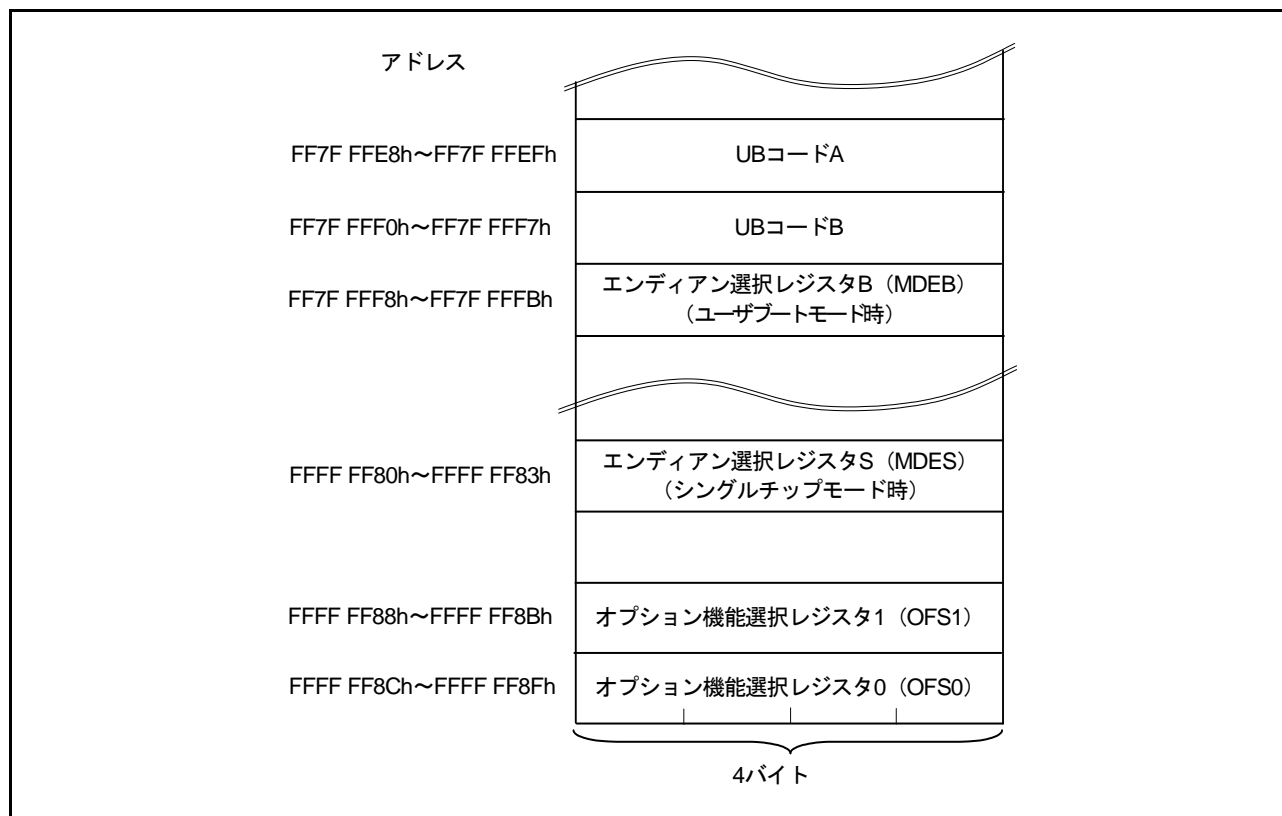 アドレス
FF7F FFE8h～FF7F FFEFh
UBコードA
FF7F FFF0h～FF7F FFF7h
UBコードB
FF7F FFF8h～FF7F FFFBh
エンディアン選択レジスタB（MDEB）
（ユーザブートモード時）
FFFF FF80h～FFFF FF83h
エンディアン選択レジスタS（MDES）
（シングルチップモード時）
FFFF FF88h～FFFF FF8Bh
オプション機能選択レジスタ1（OFS1）
FFFF FF8Ch～FFFF FF8Fh
オプション機能選択レジスタ0（OFS0）
4バイト